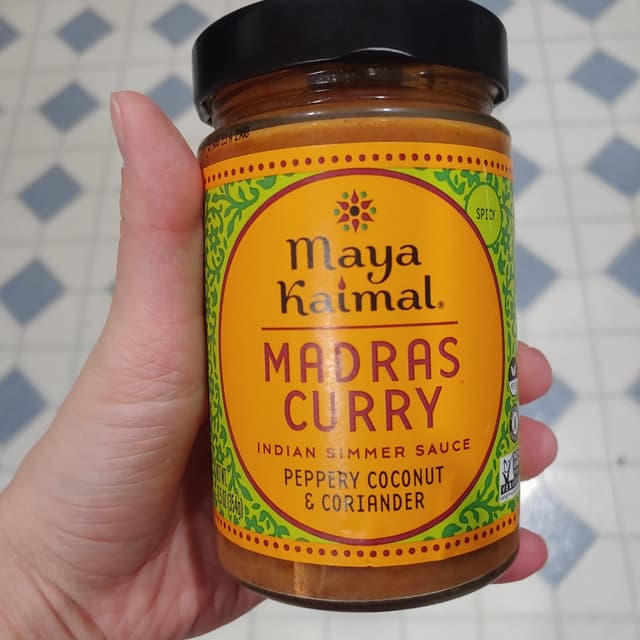 SPICY
Maya
Kaimal®
MADRAS
CURRY
INDIAN SIMMER SAUCE
PEPPERY COCONUT
& CORIANDER